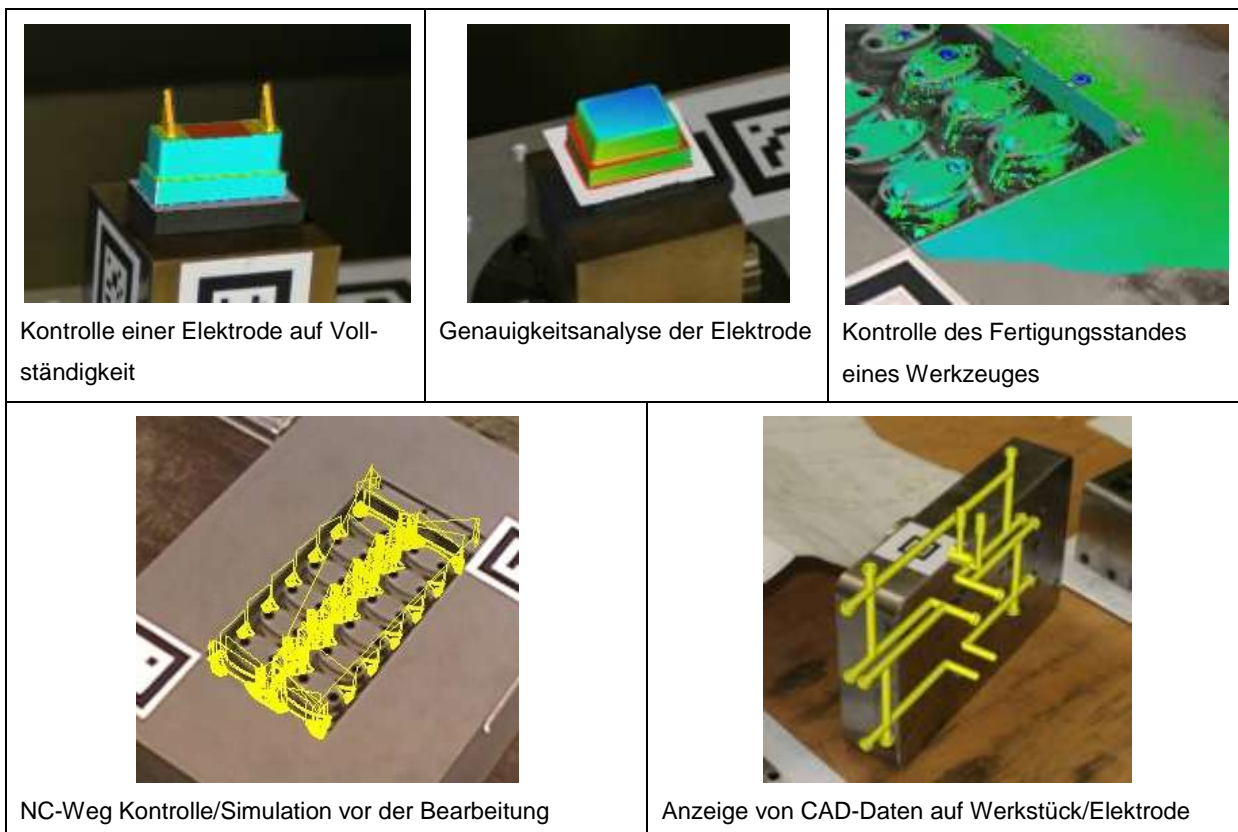 Kontrolle einer Elektrode auf Voll-
ständigkeit
Genauigkeitsanalyse der Elektrode
Kontrolle des Fertigungsstandes
eines Werkzeuges
NC-Weg Kontrolle/Simulation vor der Bearbeitung
Anzeige von CAD-Daten auf Werkstück/Elektrode